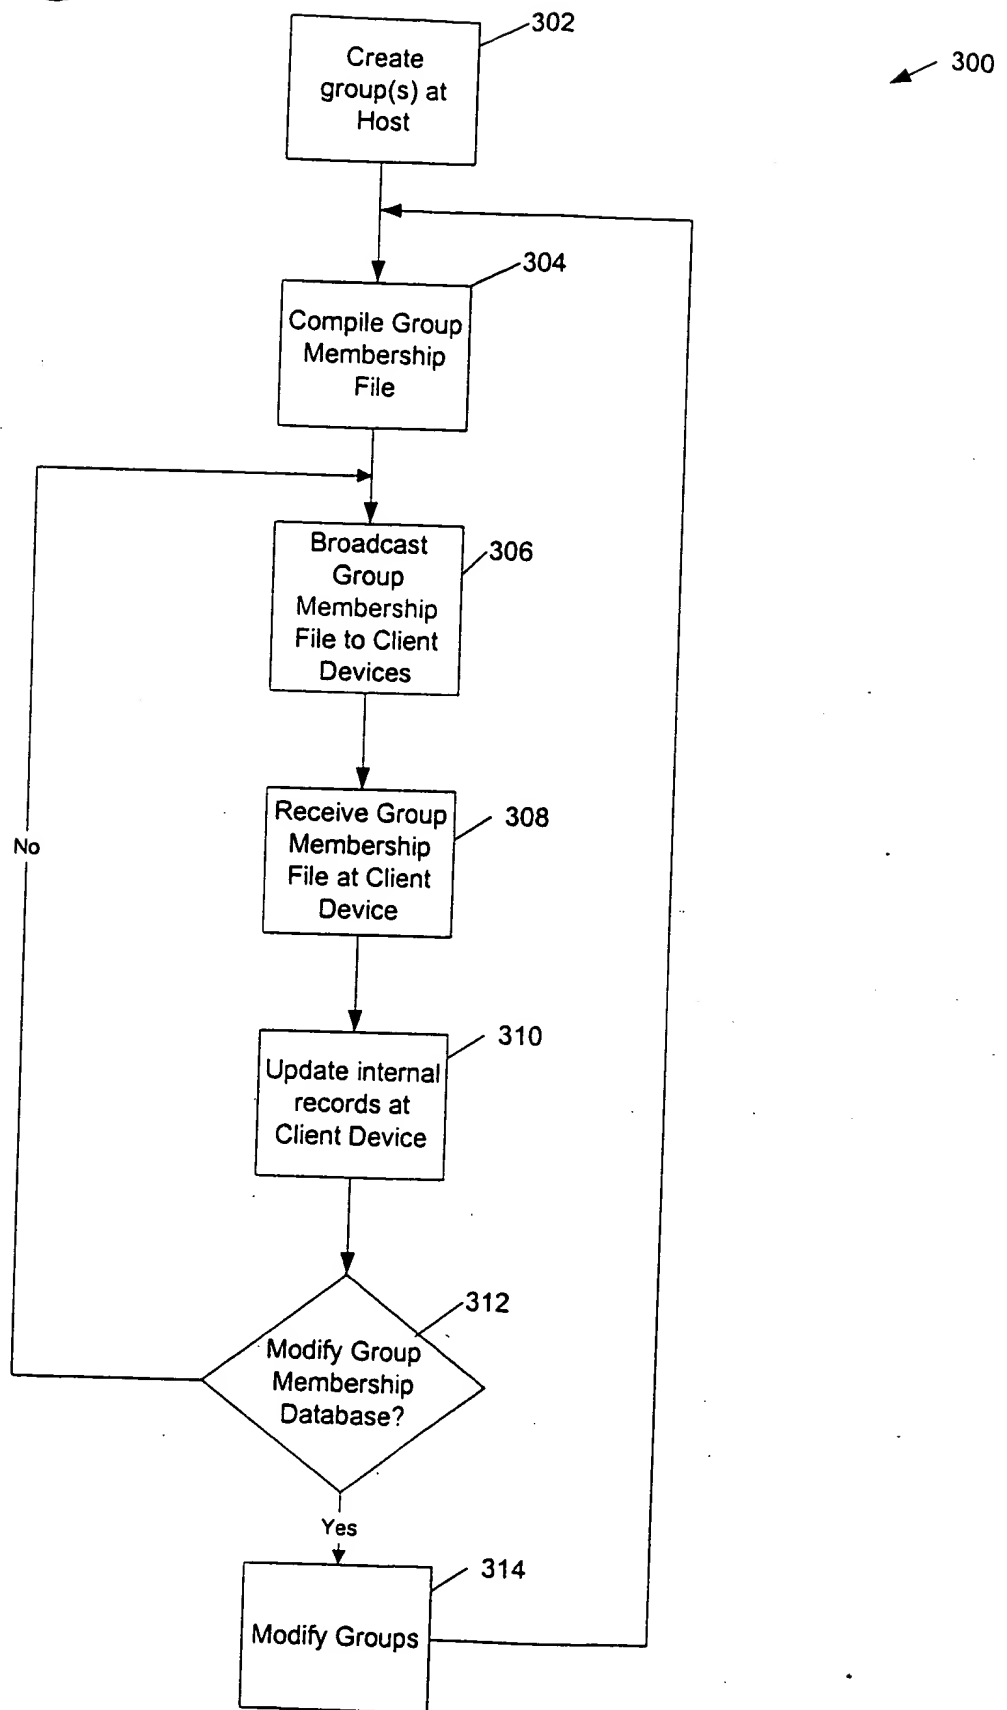 302
300
Create
group(s) at
Host
304
Compile Group
Membership
File
306
Broadcast
Group
Membership
File to Client
Devices
308
Receive Group
Membership
File at Client
Device
No
310
Update internal
records at
Client Device
312
Modify Group
Membership
Database?
Yes
314
Modify Groups